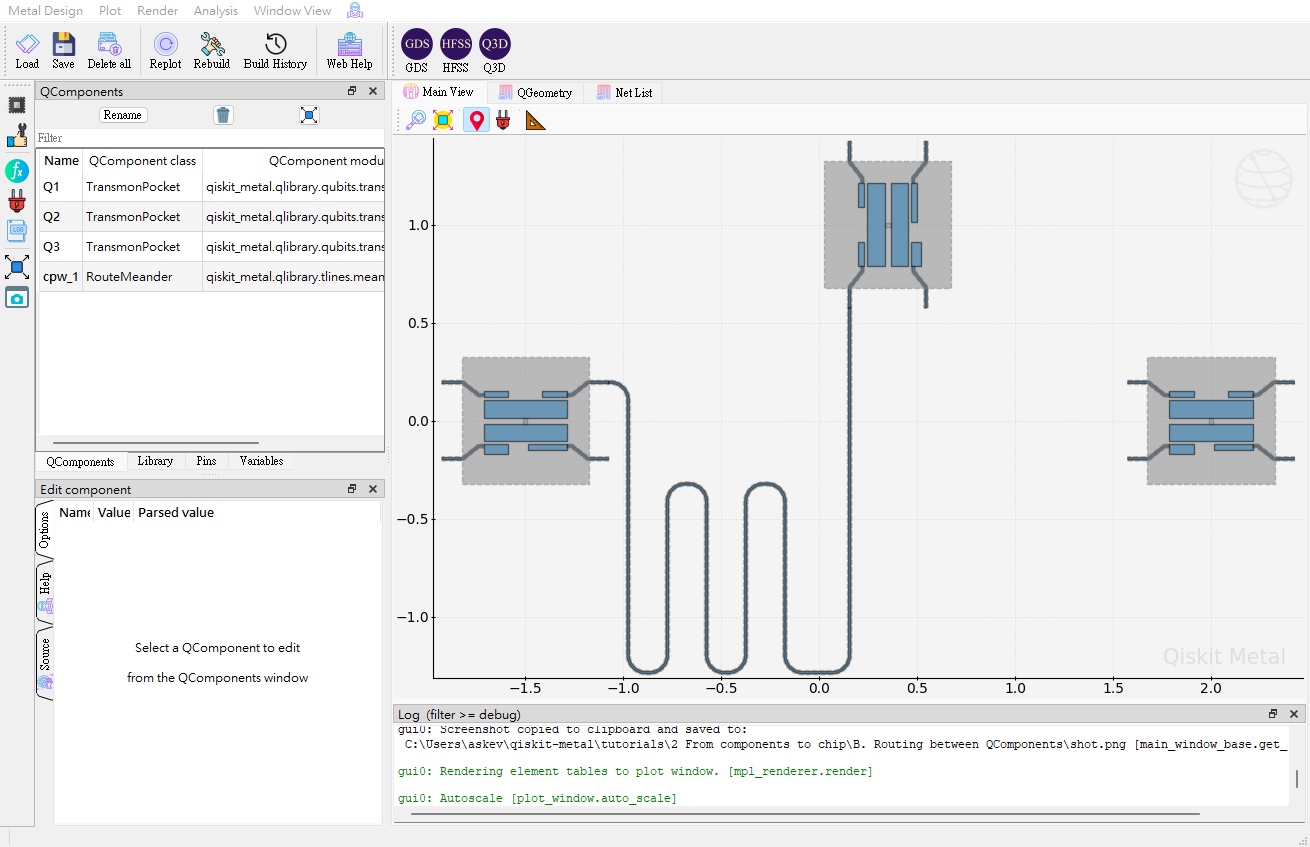 Metal Design Plot Render Analysis Window View
Load Save Delete all Replot Rebuild Build History Web Help
GDS HFSS Q3D
GDS HFSS Q3D
QComponents
Rename
Filter
Name QComponent class QComponent modu
Q1 TransmonPocket qiskit_metal.qlibrary.qubits.trans
Q2 TransmonPocket qiskit_metal.qlibrary.qubits.trans
Q3 TransmonPocket qiskit_metal.qlibrary.qubits.trans
cpw_1 RouteMeander qiskit_metal.qlibrary.tlines.mean
QComponents Library Pins Variables
Edit component
Options
Help
Source
Name Value Parsed value
Select a QComponent to edit
from the QComponents window
fx
LOG
Main View QGeometry Net List
1.0
0.5
0.0
−0.5
−1.0
−1.5 −1.0 −0.5 0.0 0.5 1.0 1.5 2.0
Qiskit Metal
Log (filter >= debug)
gui0: Screenshot copied to clipboard and saved to:
C:\Users\askev\qiskit-metal\tutorials\2 From components to chip\B. Routing between QComponents\shot.png [main_window_base.get_
gui0: Rendering element tables to plot window. [mpl_renderer.render]
gui0: Autoscale [plot_window.auto_scale]